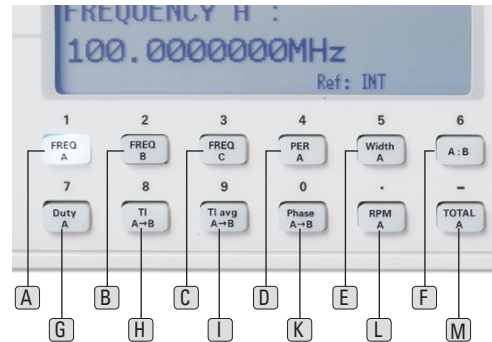 FREQUENCY A :
100.0000000MHz
Ref: INT
1 2 3 4 5 6
FREQ A FREQ B FREQ C PER A Width A A:B
7 8 9 0 . –
Duty A TI A→B Ti avg A→B Phase A→B RPM A TOTAL A
A B C D E F
G H I K L M